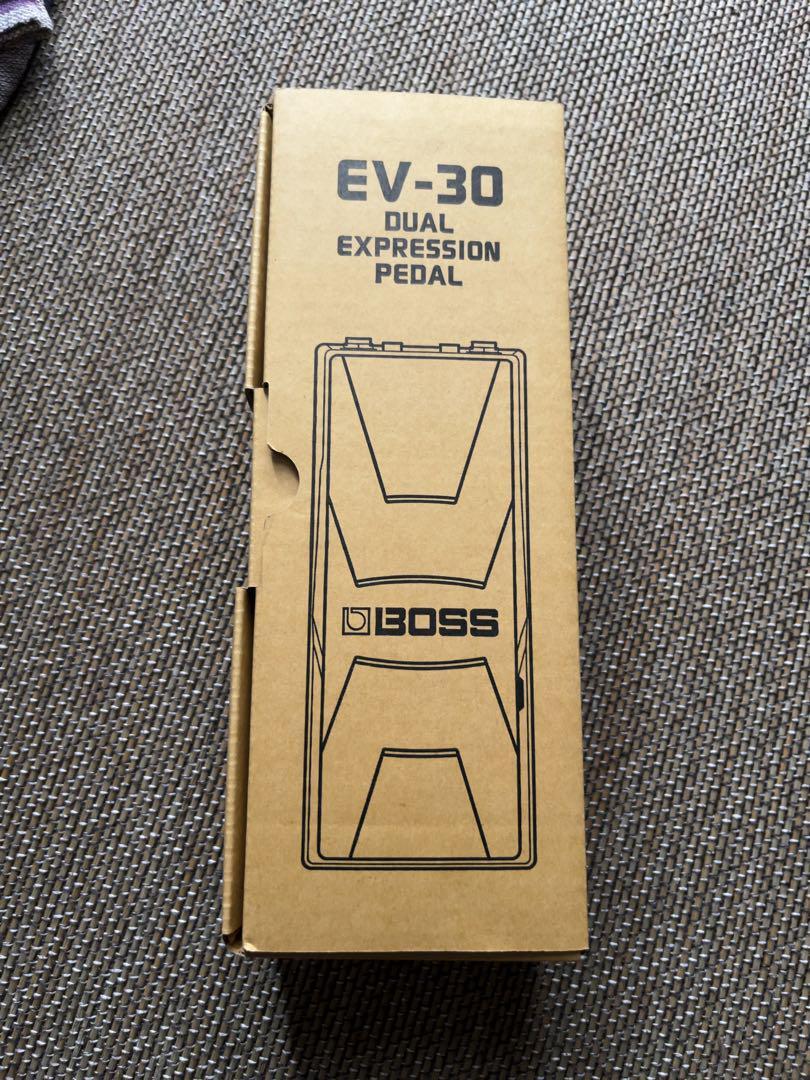 EV-30
DUAL
EXPRESSION
PEDAL
BOSS